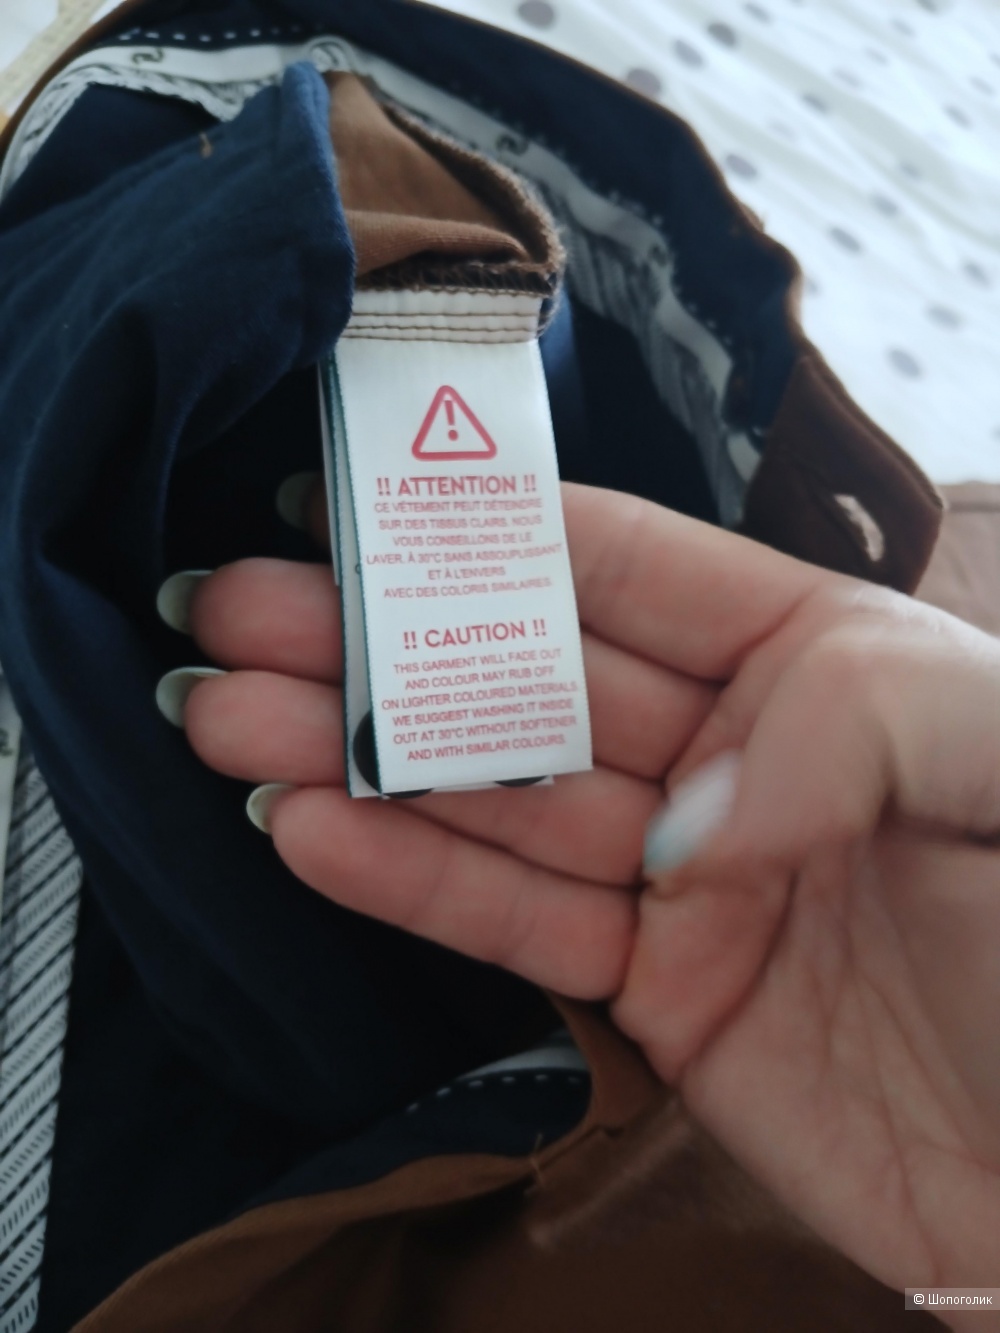 !! ATTENTION !!
CE VÊTEMENT PEUT DÉTEINDRE
SUR DES TISSUS CLAIRS. NOUS
VOUS CONSEILLONS DE LE
LAVER, À 30°C SANS ASSOUPLISSANT
ET À L'ENVERS
AVEC DES COLORIS SIMILAIRES.
!! CAUTION !!
THIS GARMENT WILL FADE OUT
AND COLOUR MAY RUB OFF
ON LIGHTER COLOURED MATERIALS.
WE SUGGEST WASHING IT INSIDE
OUT AT 30°C WITHOUT SOFTENER
AND WITH SIMILAR COLOURS.
© Шопоголик